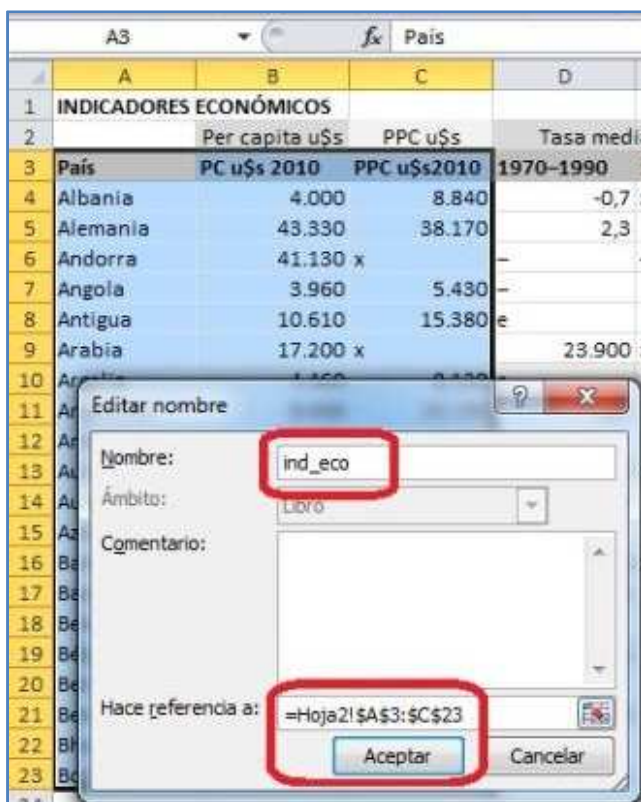 A3 fx País
A B C D
1 INDICADORES ECONÓMICOS
2 Per capita u$s PPC u$s Tasa medi
3 País PC u$s 2010 PPC u$s2010 1970–1990
4 Albania 4.000 8.840 -0,7
5 Alemania 43.330 38.170 2,3
6 Andorra 41.130 x –
7 Angola 3.960 5.430 –
8 Antigua 10.610 15.380 e
9 Arabia 17.200 x 23.900
10
11 Editar nombre
12
13 Nombre: ind_eco
14 Ámbito: Libro
15 Comentario:
16
17
18
19
20
21 Hace referencia a: =Hoja2!$A$3:$C$23
22 Aceptar Cancelar
23